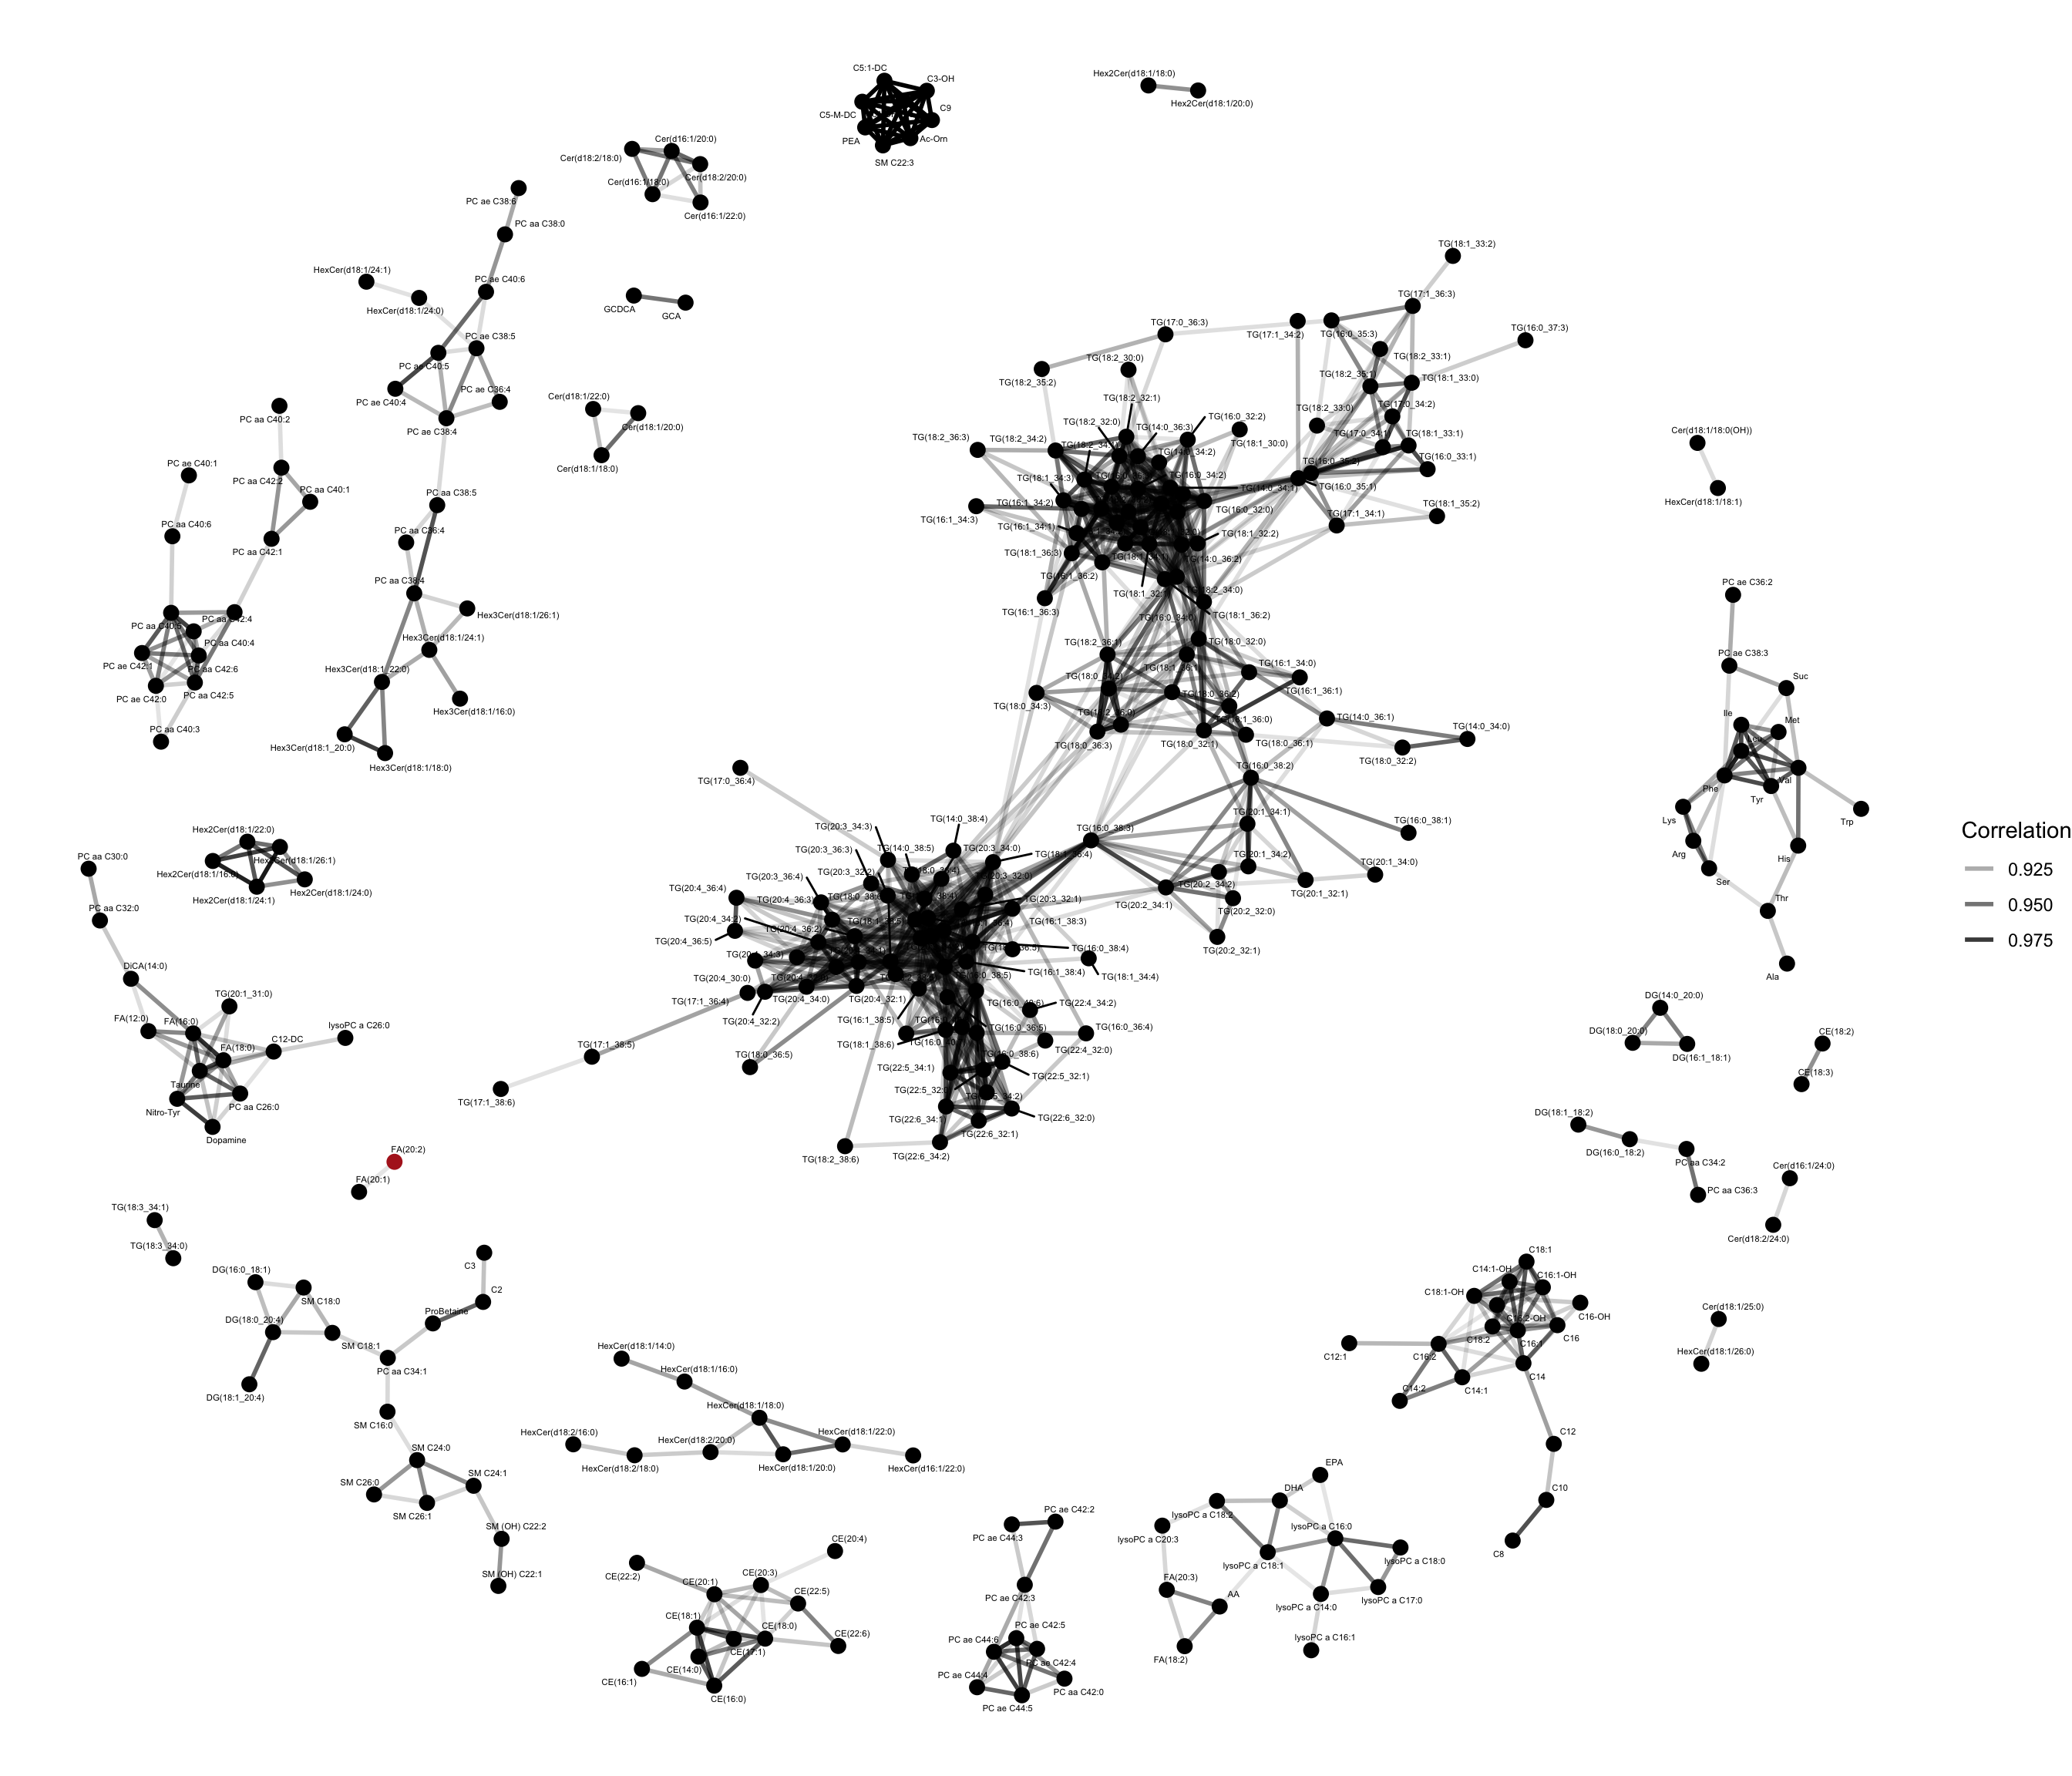 C5:1-DC
C3-OH
C9
C5-M-DC
PEA
Ac-Orn
SM C22:3
Hex2Cer(d18:1/18:0)
Hex2Cer(d18:1/20:0)
Cer(d16:1/20:0)
Cer(d18:2/18:0)
Cer(d16:1/18:0)
Cer(d18:2/20:0)
Cer(d16:1/22:0)
PC ae C38:6
PC aa C38:0
HexCer(d18:1/24:1)
PC ae C40:6
HexCer(d18:1/24:0)
GCDCA
GCA
PC ae C38:5
PC ae C40:5
PC ae C36:4
PC ae C40:4
PC ae C38:4
Cer(d18:1/22:0)
Cer(d18:1/20:0)
Cer(d18:1/18:0)
PC aa C40:2
PC ae C40:1
PC aa C42:2
PC aa C40:1
PC aa C40:6
PC aa C42:1
PC aa C38:5
PC aa C36:4
PC aa C38:4
Hex3Cer(d18:1/26:1)
Hex3Cer(d18:1/24:1)
Hex3Cer(d18:1_22:0)
Hex3Cer(d18:1/16:0)
Hex3Cer(d18:1_20:0)
Hex3Cer(d18:1/18:0)
PC aa C40:5
PC aa C42:4
PC aa C40:4
PC ae C42:1
PC aa C42:6
PC ae C42:0
PC aa C42:5
PC aa C40:3
TG(18:1_33:2)
TG(17:1_36:3)
TG(17:0_36:3)
TG(17:1_34:2)
TG(16:0_35:3)
TG(16:0_37:3)
TG(18:2_33:1)
TG(18:2_30:0)
TG(18:2_35:2)
TG(18:2_35:1)
TG(18:1_33:0)
TG(18:2_32:1)
TG(17:0_34:2)
TG(18:2_33:0)
TG(18:2_32:0)
TG(14:0_36:3)
TG(16:0_32:2)
TG(17:0_34:1)
TG(18:1_33:1)
TG(18:2_36:3)
TG(18:2_34:2)
TG(18:1_30:0)
TG(16:0_33:1)
TG(16:0_35:2)
TG(18:1_34:3)
TG(16:0_34:2)
TG(14:0_34:1)
TG(16:0_35:1)
TG(16:1_34:2)
TG(16:0_32:0)
TG(18:1_35:2)
TG(16:1_34:3)
TG(16:1_34:1)
TG(17:1_34:1)
TG(18:1_32:2)
TG(18:1_36:3)
TG(14:0_36:2)
TG(16:1_36:2)
TG(18:2_34:0)
TG(16:1_36:3)
TG(18:1_36:2)
TG(16:0_34:0)
TG(18:2_36:1)
TG(18:0_32:0)
TG(18:1_36:1)
TG(16:1_34:0)
TG(18:0_34:2)
TG(16:1_36:1)
TG(18:0_34:3)
TG(18:0_36:2)
TG(18:2_36:0)
TG(16:1_36:0)
TG(14:0_36:1)
TG(14:0_34:0)
TG(18:0_36:3)
TG(18:0_32:1)
TG(18:0_36:1)
TG(18:0_32:2)
TG(16:0_38:2)
TG(17:0_36:4)
TG(16:0_38:3)
TG(20:1_34:1)
TG(16:0_38:1)
TG(20:1_34:2)
TG(20:1_34:0)
TG(20:1_32:1)
TG(20:2_34:2)
TG(20:2_34:1)
TG(20:2_32:0)
TG(20:2_32:1)
TG(20:3_34:3)
TG(14:0_38:4)
TG(20:3_36:3)
TG(14:0_38:5)
TG(20:3_34:0)
TG(20:3_32:2)
TG(20:3_32:0)
TG(20:3_36:4)
TG(20:4_36:4)
TG(20:4_36:3)
TG(20:3_32:1)
TG(20:4_34:2)
TG(20:4_36:2)
TG(16:1_38:3)
TG(20:4_36:5)
TG(16:0_38:4)
TG(20:4_34:3)
TG(16:1_38:4)
TG(18:1_34:4)
TG(20:4_30:0)
TG(17:1_36:4)
TG(20:4_34:0)
TG(20:4_32:1)
TG(20:4_32:2)
TG(16:1_38:5)
TG(16:0_36:5)
TG(22:4_34:2)
TG(16:0_36:4)
TG(22:4_32:0)
TG(18:1_38:6)
TG(16:0_38:6)
TG(18:0_36:5)
TG(17:1_38:5)
TG(17:1_38:6)
TG(22:5_34:1)
TG(22:5_32:1)
TG(22:5_32:0)
TG(22:6_34:1)
TG(22:6_32:0)
TG(22:6_32:1)
TG(22:6_34:2)
TG(18:2_38:6)
Cer(d18:1/18:0(OH))
HexCer(d18:1/18:1)
PC ae C36:2
PC ae C38:3
Suc
Ile
Met
Val
Phe
Tyr
Lys
Trp
Arg
His
Ser
Thr
Ala
Correlation
0.925
0.950
0.975
Hex2Cer(d18:1/22:0)
Hex2Cer(d18:1/26:1)
Hex2Cer(d18:1/16:0)
Hex2Cer(d18:1/24:0)
Hex2Cer(d18:1/24:1)
PC aa C30:0
PC aa C32:0
DiCA(14:0)
TG(20:1_31:0)
FA(12:0)
FA(16:0)
C12-DC
lysoPC a C26:0
FA(18:0)
Taurine
Nitro-Tyr
PC aa C26:0
Dopamine
FA(20:2)
FA(20:1)
TG(18:3_34:1)
TG(18:3_34:0)
DG(14:0_20:0)
DG(18:0_20:0)
DG(16:1_18:1)
CE(18:2)
CE(18:3)
DG(18:1_18:2)
DG(16:0_18:2)
PC aa C34:2
PC aa C36:3
Cer(d16:1/24:0)
Cer(d18:2/24:0)
C3
C2
ProBetaine
DG(16:0_18:1)
SM C18:0
DG(18:0_20:4)
SM C18:1
PC aa C34:1
DG(18:1_20:4)
SM C16:0
SM C24:0
SM C24:1
SM C26:0
SM C26:1
SM (OH) C22:2
SM (OH) C22:1
HexCer(d18:1/14:0)
HexCer(d18:1/16:0)
HexCer(d18:1/18:0)
HexCer(d18:2/16:0)
HexCer(d18:2/20:0)
HexCer(d18:1/22:0)
HexCer(d18:2/18:0)
HexCer(d18:1/20:0)
HexCer(d16:1/22:0)
C18:1
C14:1-OH
C16:1-OH
C18:1-OH
C16-OH
C16:2-OH
C18:2
C16:1
C16
C12:1
C16:2
C14
C14:2
C14:1
C12
C10
C8
Cer(d18:1/25:0)
HexCer(d18:1/26:0)
CE(20:4)
CE(22:2)
CE(20:1)
CE(20:3)
CE(22:5)
CE(18:1)
CE(18:0)
CE(22:6)
CE(17:1)
CE(14:0)
CE(16:1)
CE(16:0)
PC ae C42:2
PC ae C44:3
PC ae C42:3
PC ae C42:5
PC ae C44:6
PC ae C42:4
PC ae C44:4
PC aa C42:0
PC ae C44:5
EPA
DHA
lysoPC a C18:2
lysoPC a C20:3
lysoPC a C16:0
lysoPC a C18:1
lysoPC a C18:0
FA(20:3)
AA
lysoPC a C14:0
lysoPC a C17:0
FA(18:2)
lysoPC a C16:1